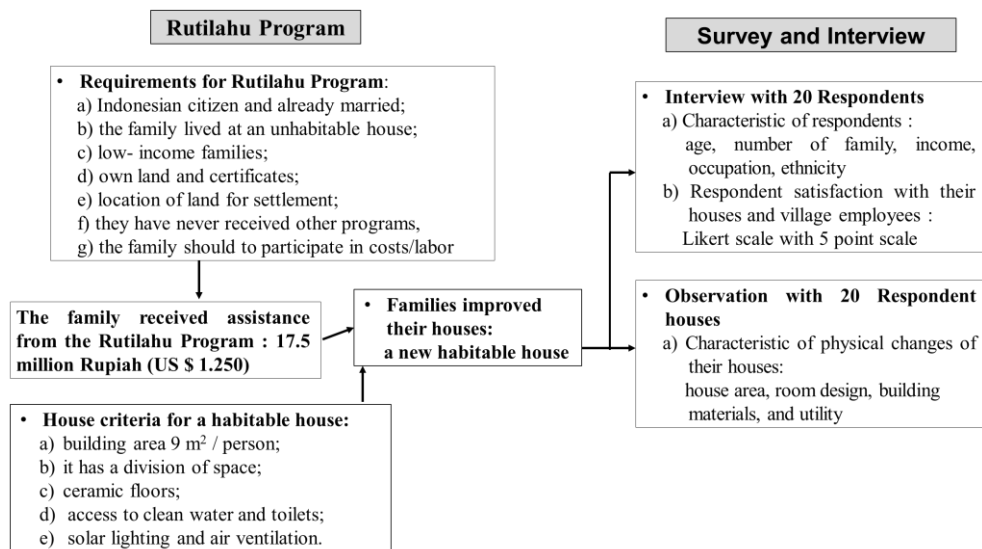 Rutilahu Program
• Requirements for Rutilahu Program:
a) Indonesian citizen and already married;
b) the family lived at an unhabitable house;
c) low- income families;
d) own land and certificates;
e) location of land for settlement;
f) they have never received other programs,
g) the family should to participate in costs/labor
The family received assistance
from the Rutilahu Program : 17.5
million Rupiah (US $ 1.250)
• Families improved
their houses:
a new habitable house
• House criteria for a habitable house:
a) building area 9 m² / person;
b) it has a division of space;
c) ceramic floors;
d) access to clean water and toilets;
e) solar lighting and air ventilation.
Survey and Interview
• Interview with 20 Respondents
a) Characteristic of respondents :
age, number of family, income,
occupation, ethnicity
b) Respondent satisfaction with their
houses and village employees :
Likert scale with 5 point scale
• Observation with 20 Respondent
houses
a) Characteristic of physical changes of
their houses:
house area, room design, building
materials, and utility